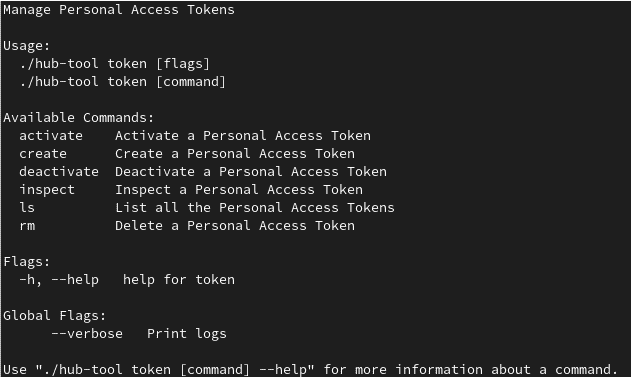 Manage Personal Access Tokens

Usage:
  ./hub-tool token [flags]
  ./hub-tool token [command]

Available Commands:
  activate    Activate a Personal Access Token
  create      Create a Personal Access Token
  deactivate  Deactivate a Personal Access Token
  inspect     Inspect a Personal Access Token
  ls          List all the Personal Access Tokens
  rm          Delete a Personal Access Token

Flags:
  -h, --help   help for token

Global Flags:
      --verbose   Print logs

Use "./hub-tool token [command] --help" for more information about a command.